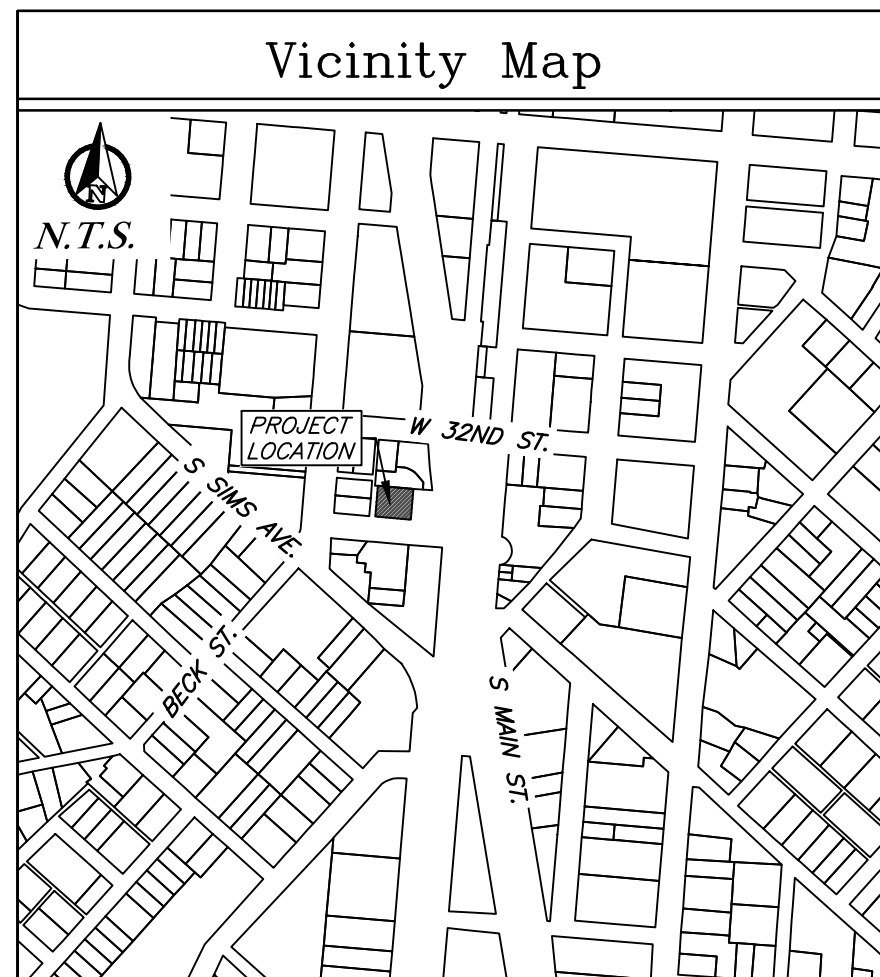 Vicinity Map
N
N.T.S.
PROJECT
LOCATION
W 32ND ST.
S SIMS AVE.
BECK ST.
S MAIN ST.